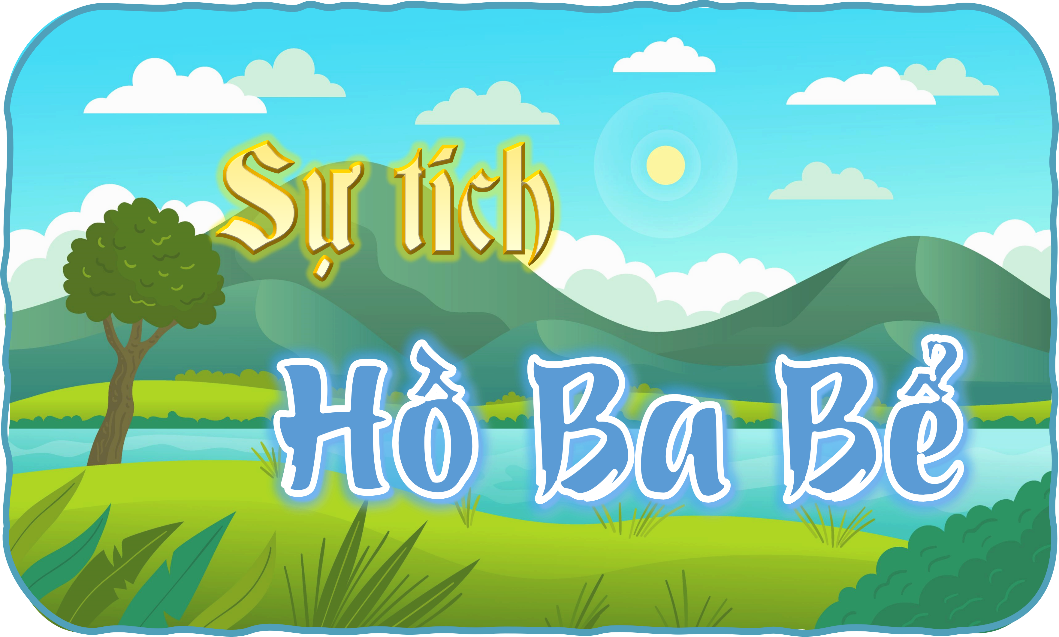 Sự tích
Hồ Ba Bể